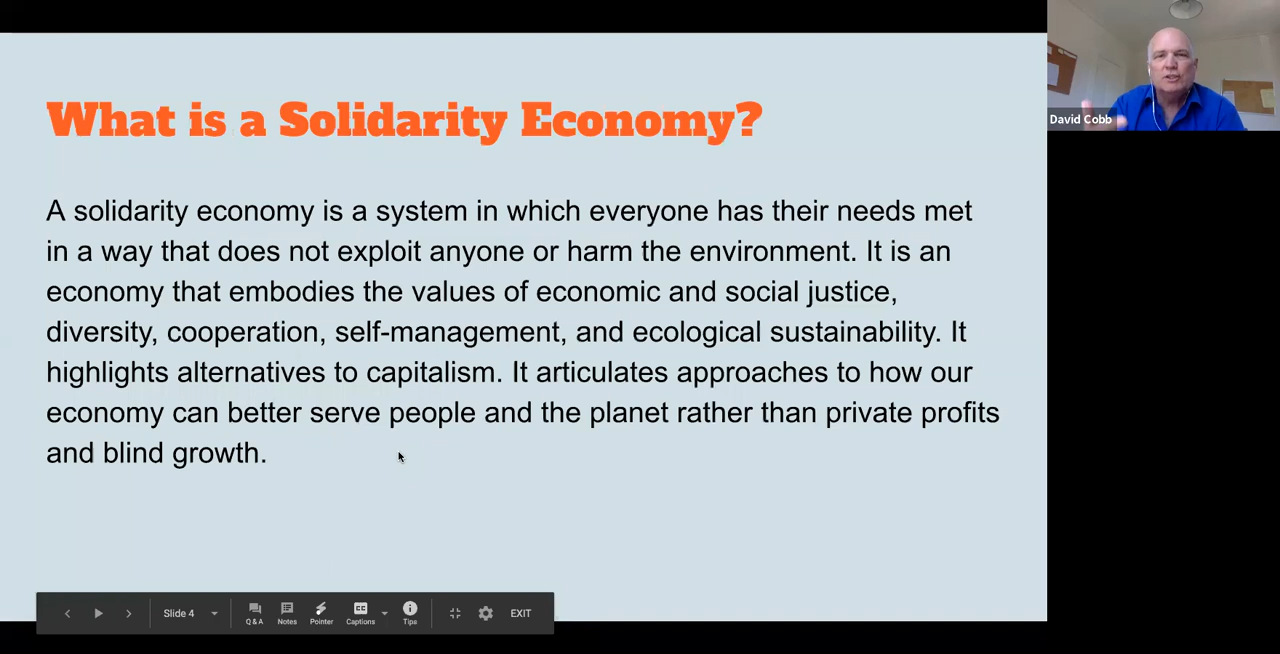 What is a Solidarity Economy?
A solidarity economy is a system in which everyone has their needs met
in a way that does not exploit anyone or harm the environment. It is an
economy that embodies the values of economic and social justice,
diversity, cooperation, self-management, and ecological sustainability. It
highlights alternatives to capitalism. It articulates approaches to how our
economy can better serve people and the planet rather than private profits
and blind growth.
David Cobb
Slide 4
Q & A
Notes
Pointer
CC
Captions
Tips
EXIT